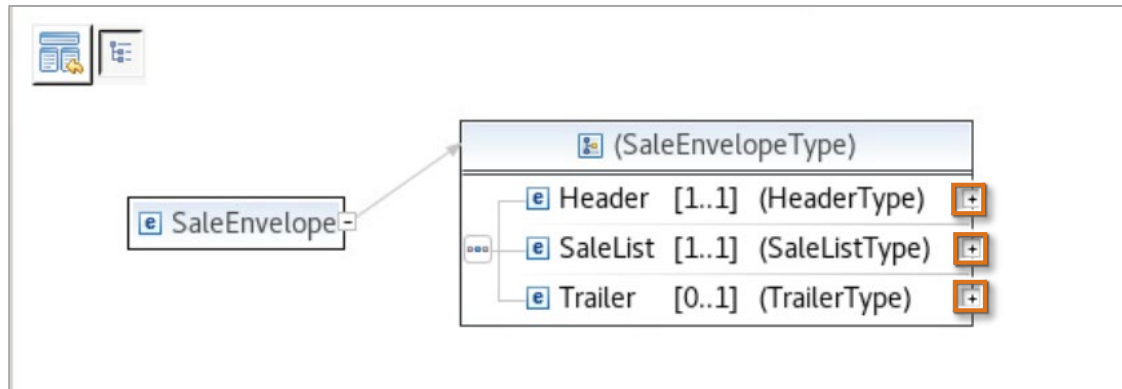 (SaleEnvelopeType)
e SaleEnvelope
e Header [1..1] (HeaderType)
e SaleList [1..1] (SaleListType)
e Trailer [0..1] (TrailerType)